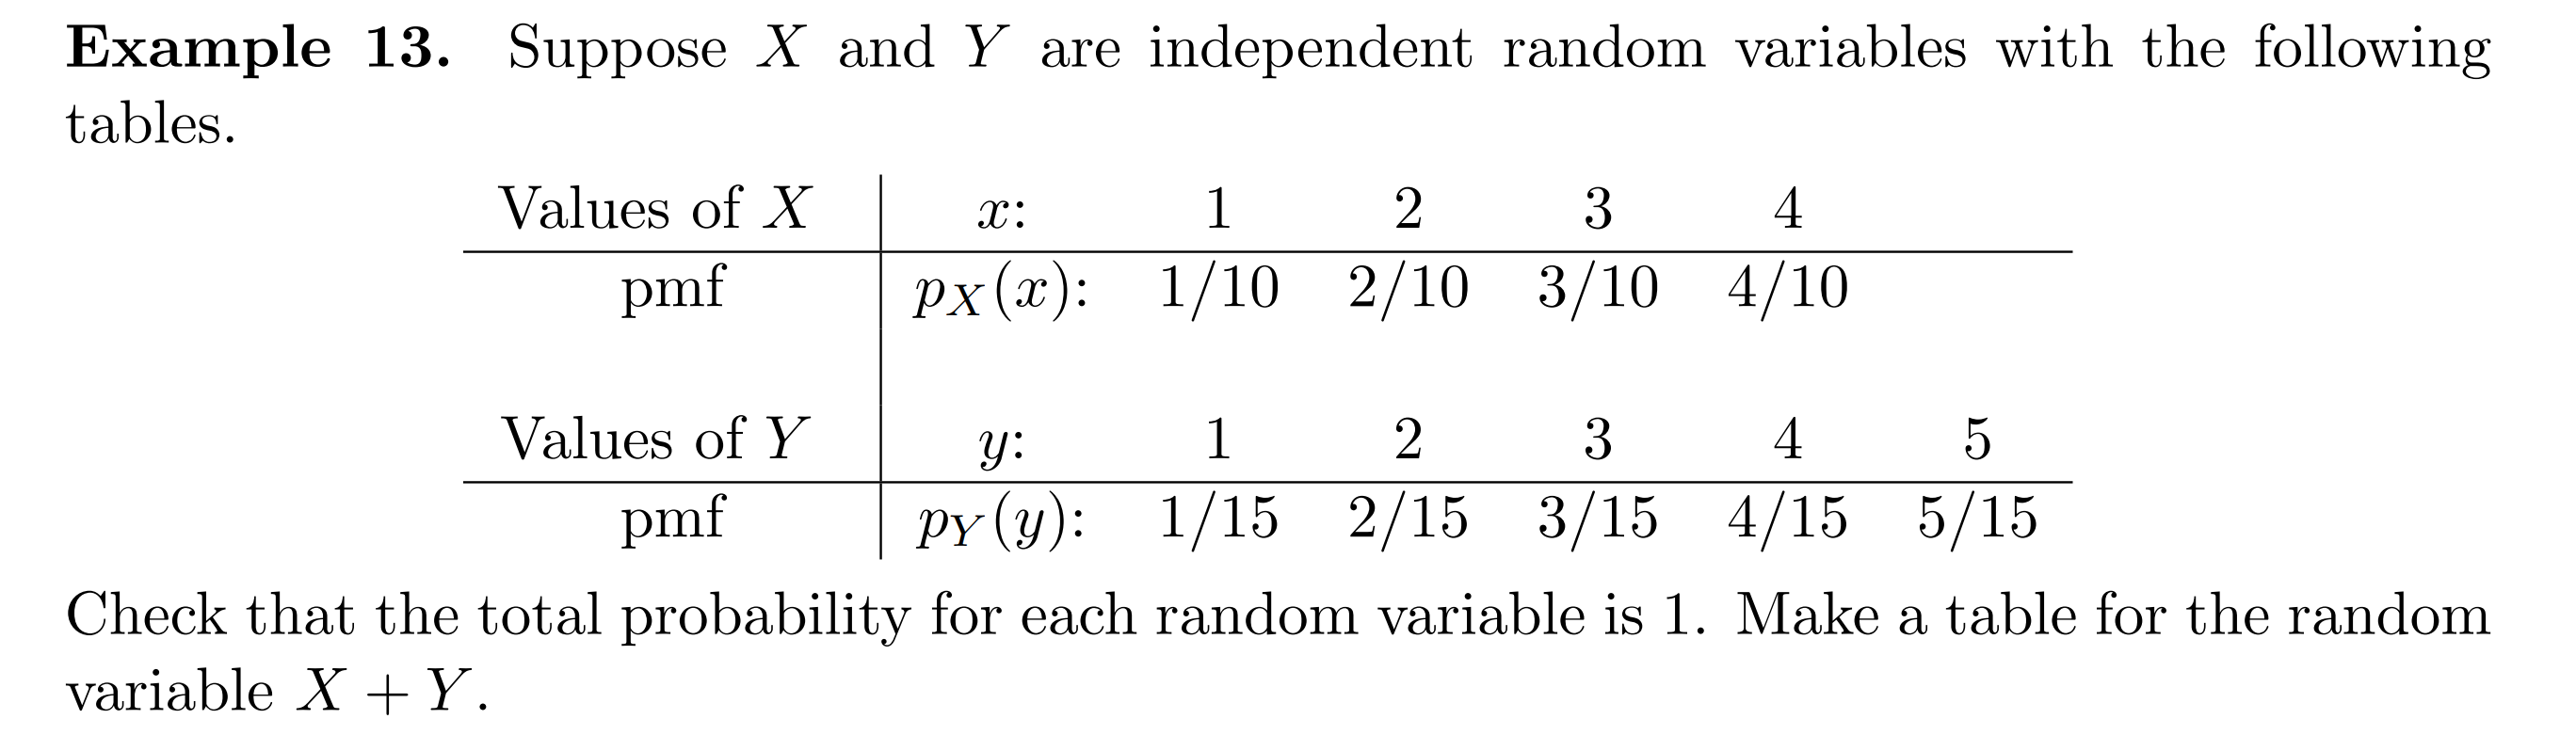 Example 13. Suppose X and Y are independent random variables with the following
tables.
Values of X x: 1 2 3 4
pmf pX(x): 1/10 2/10 3/10 4/10
Values of Y y: 1 2 3 4 5
pmf pY(y): 1/15 2/15 3/15 4/15 5/15
Check that the total probability for each random variable is 1. Make a table for the random
variable X + Y.